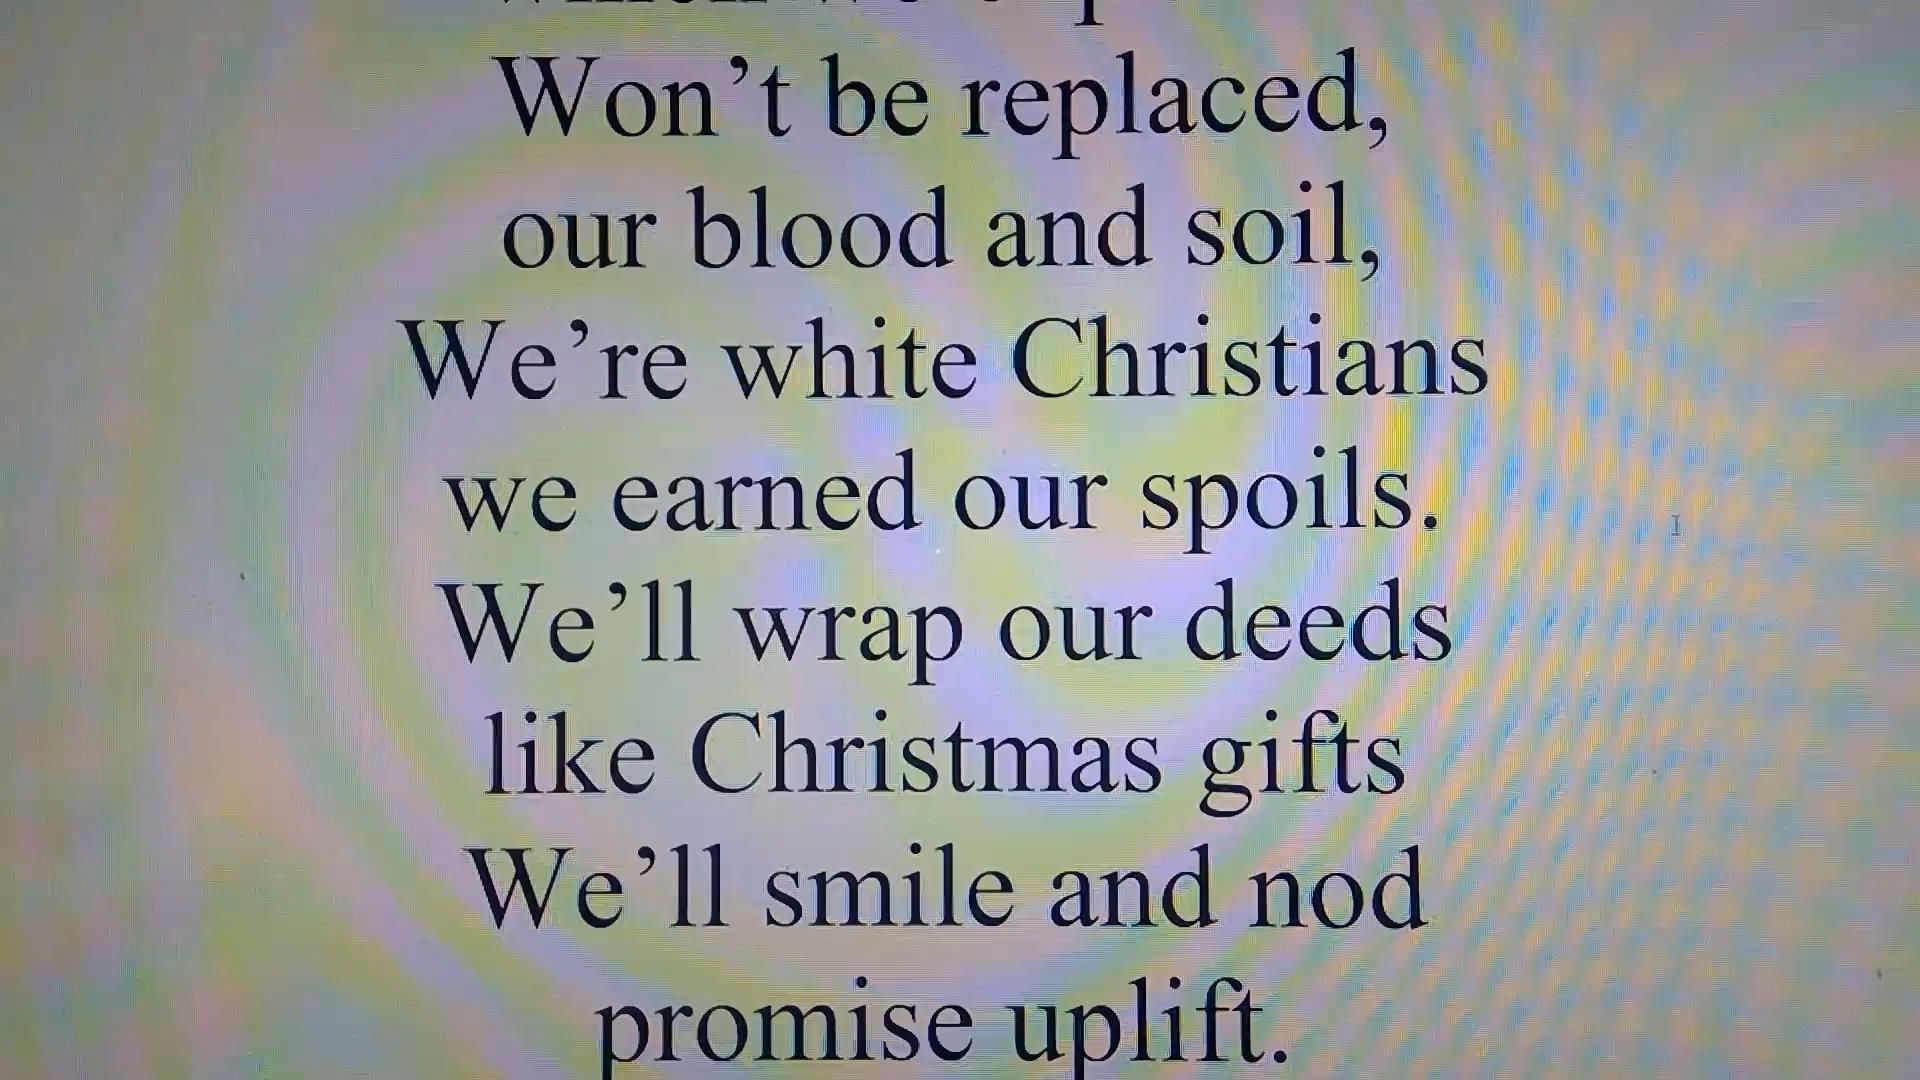 Won't be replaced,
our blood and soil,
We're white Christians
we earned our spoils.
We'll wrap our deeds
like Christmas gifts
We'll smile and nod
promise uplift.